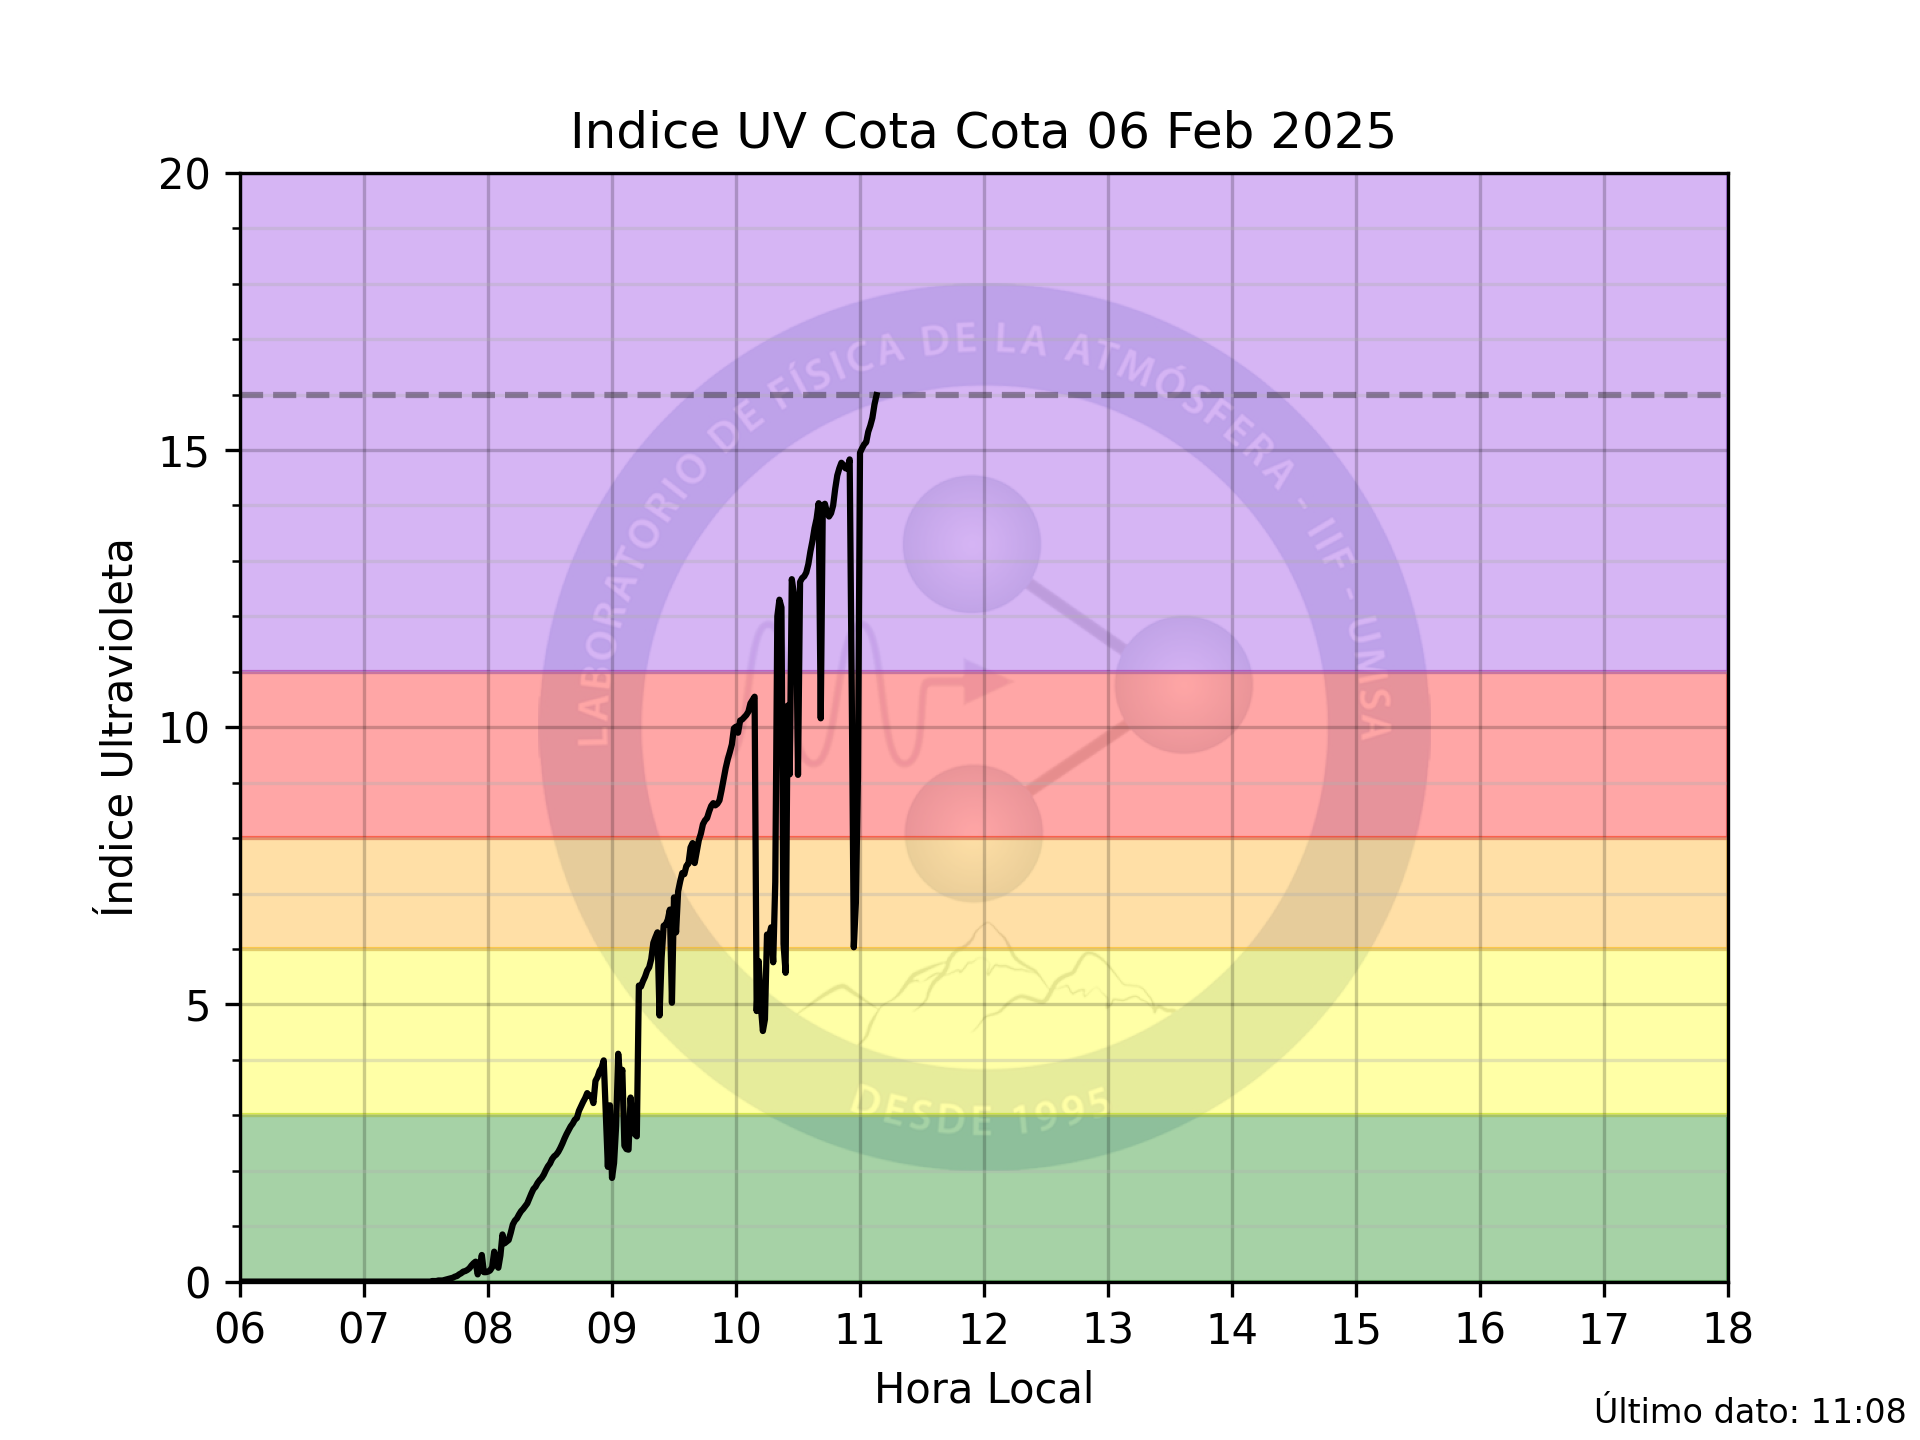 Indice UV Cota Cota 06 Feb 2025
20
15
10
5
0
Índice Ultravioleta
LABORATORIO DE FÍSICA DE LA ATMÓSFERA - IIF - UMSA
DESDE 1995
06 07 08 09 10 11 12 13 14 15 16 17 18
Hora Local
Último dato: 11:08